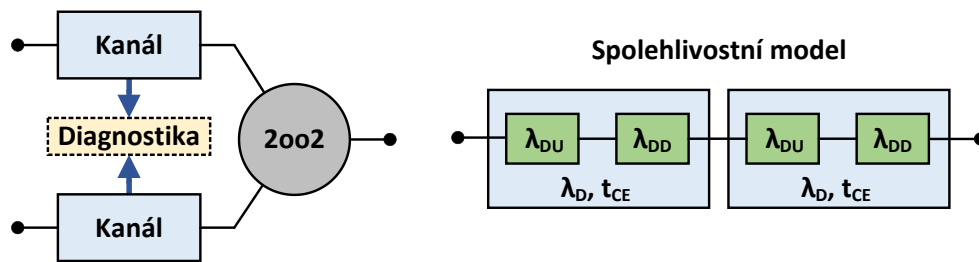 Kanál
Diagnostika
Kanál
2oo2
Spolehlivostní model
λDU λDD λDU λDD
λD, tCE λD, tCE